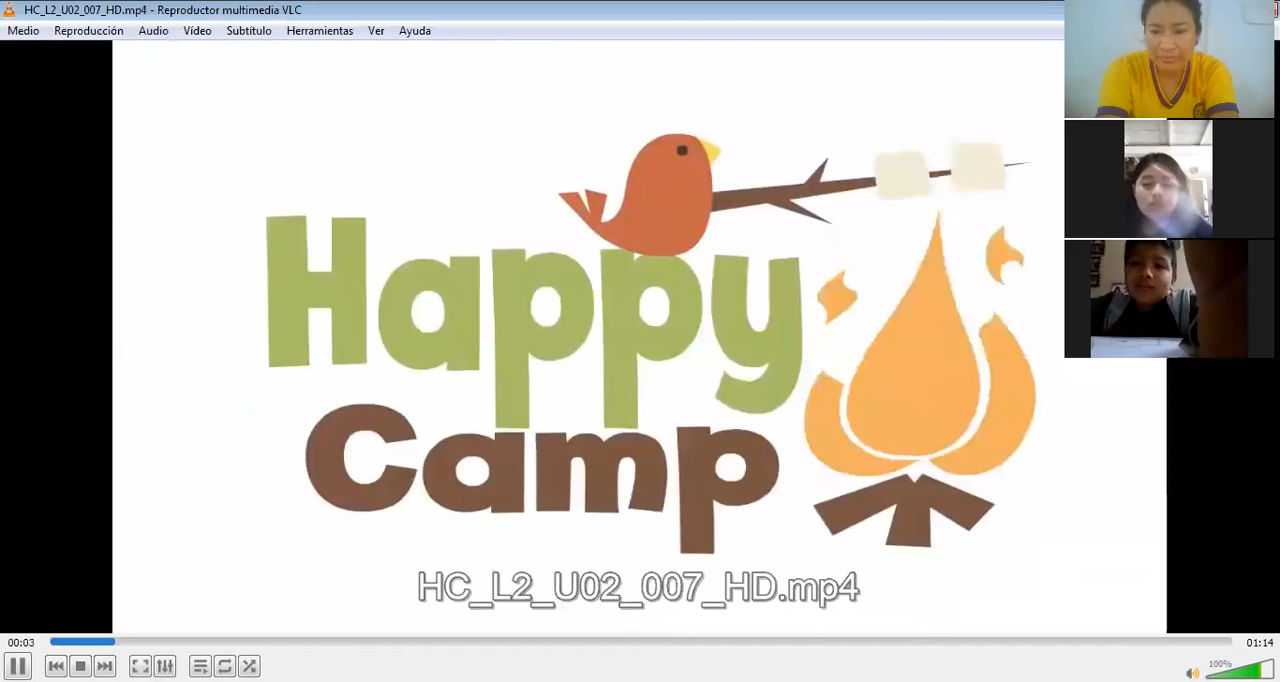 HC_L2_U02_007_HD.mp4 - Reproductor multimedia VLC
Medio Reproducción Audio Vídeo Subtítulo Herramientas Ver Ayuda
Happy
Camp
HC_L2_U02_007_HD.mp4
00:03 01:14
100%